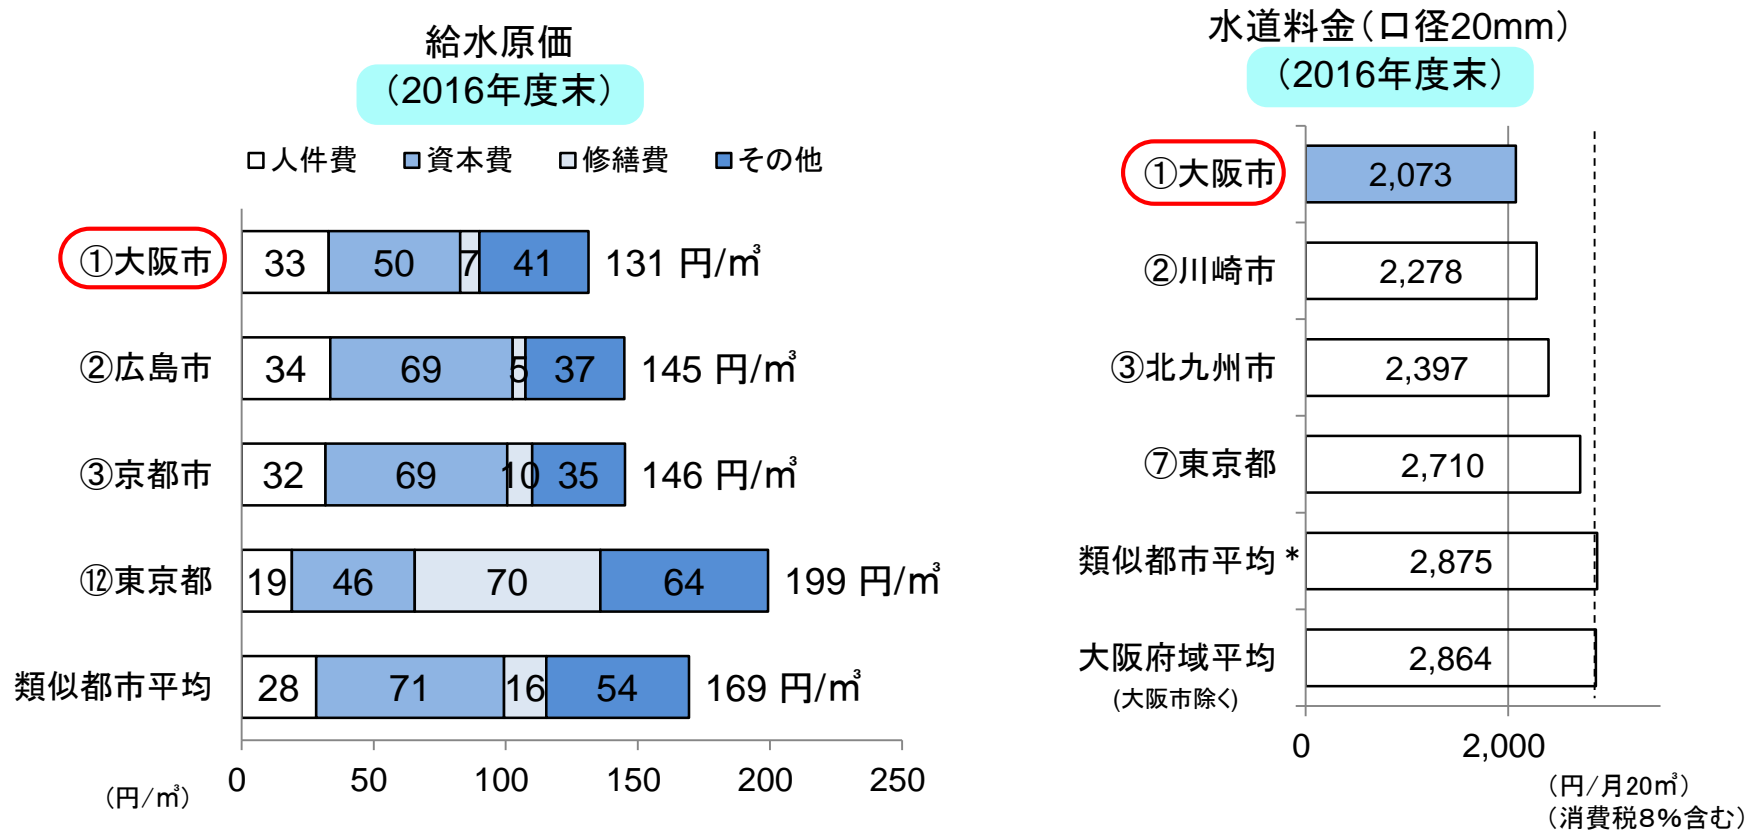 給水原価
（2016年度末）
人件費 資本費 修繕費 その他
①大阪市 33 50 7 41 131 円/㎥
②広島市 34 69 5 37 145 円/㎥
③京都市 32 69 10 35 146 円/㎥
⑫東京都 19 46 70 64 199 円/㎥
類似都市平均 28 71 16 54 169 円/㎥
0 50 100 150 200 250
（円/㎥）
水道料金（口径20mm）
（2016年度末）
①大阪市 2,073
②川崎市 2,278
③北九州市 2,397
⑦東京都 2,710
類似都市平均＊ 2,875
大阪府域平均 2,864
(大阪市除く)
0 2,000
（円/月20㎥）
（消費税8％含む）